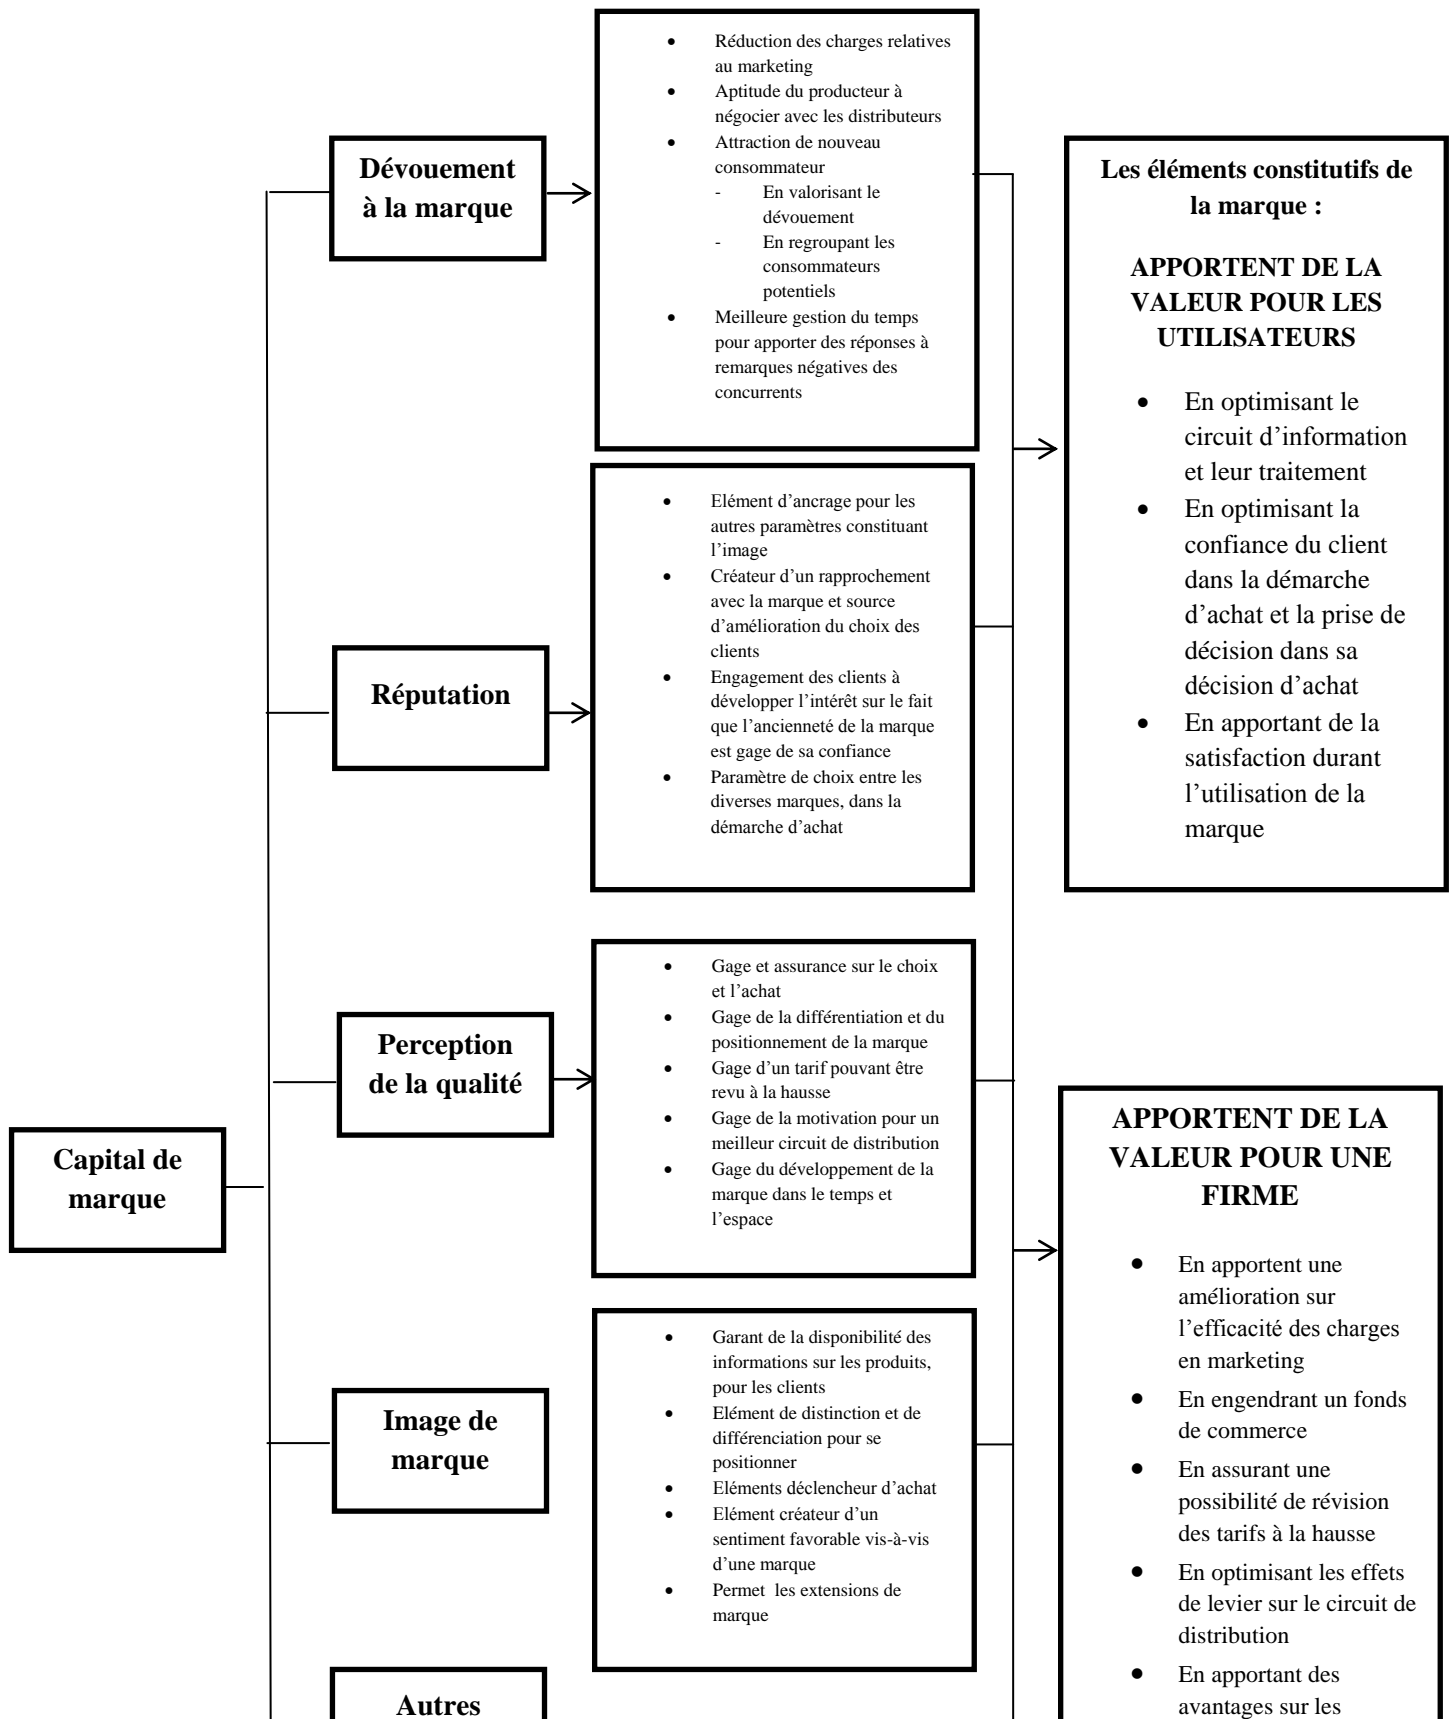 Capital de
marque
Dévouement
à la marque
• Réduction des charges relatives
au marketing
• Aptitude du producteur à
négocier avec les distributeurs
• Attraction de nouveau
consommateur
- En valorisant le
dévouement
- En regroupant les
consommateurs
potentiels
• Meilleure gestion du temps
pour apporter des réponses à
remarques négatives des
concurrents
Réputation
• Elément d’ancrage pour les
autres paramètres constituant
l’image
• Créateur d’un rapprochement
avec la marque et source
d’amélioration du choix des
clients
• Engagement des clients à
développer l’intérêt sur le fait
que l’ancienneté de la marque
est gage de sa confiance
• Paramètre de choix entre les
diverses marques, dans la
démarche d’achat
Perception
de la qualité
• Gage et assurance sur le choix
et l’achat
• Gage de la différentiation et du
positionnement de la marque
• Gage d’un tarif pouvant être
revu à la hausse
• Gage de la motivation pour un
meilleur circuit de distribution
• Gage du développement de la
marque dans le temps et
l’espace
Image de
marque
• Garant de la disponibilité des
informations sur les produits,
pour les clients
• Elément de distinction et de
différenciation pour se
positionner
• Eléments déclencheur d’achat
• Elément créateur d’un
sentiment favorable vis-à-vis
d’une marque
• Permet  les extensions de
marque
Autres
Les éléments constitutifs de
la marque :
APPORTENT DE LA
VALEUR POUR LES
UTILISATEURS
• En optimisant le
circuit d’information
et leur traitement
• En optimisant la
confiance du client
dans la démarche
d’achat et la prise de
décision dans sa
décision d’achat
• En apportant de la
satisfaction durant
l’utilisation de la
marque
APPORTENT DE LA
VALEUR POUR UNE
FIRME
• En apportent une
amélioration sur
l’efficacité des charges
en marketing
• En engendrant un fonds
de commerce
• En assurant une
possibilité de révision
des tarifs à la hausse
• En optimisant les effets
de levier sur le circuit de
distribution
• En apportant des
avantages sur les